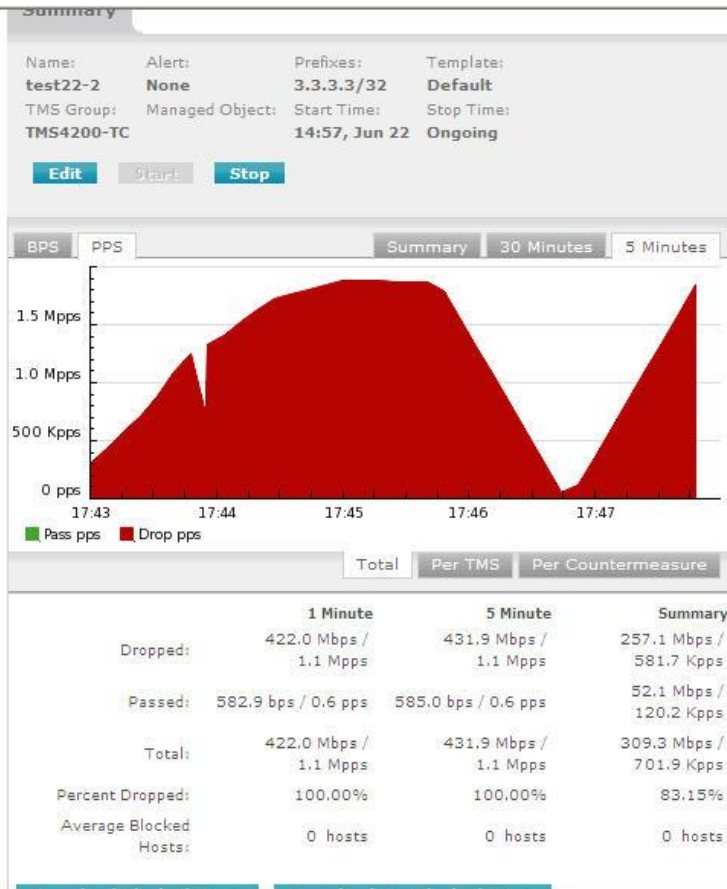 Summary
Name: Alert: Prefixes: Template:
test22-2 None 3.3.3.3/32 Default
TMS Group: Managed Object: Start Time: Stop Time:
TMS4200-TC 14:57, Jun 22 Ongoing
Edit Start Stop
BPS PPS Summary 30 Minutes 5 Minutes
1.5 Mpps
1.0 Mpps
500 Kpps
0 pps
17:43 17:44 17:45 17:46 17:47
Pass pps Drop pps
Total Per TMS Per Countermeasure
1 Minute 5 Minute Summary
Dropped: 422.0 Mbps / 431.9 Mbps / 257.1 Mbps /
1.1 Mpps 1.1 Mpps 581.7 Kpps
Passed: 582.9 bps / 0.6 pps 585.0 bps / 0.6 pps 52.1 Mbps /
120.2 Kpps
Total: 422.0 Mbps / 431.9 Mbps / 309.3 Mbps /
1.1 Mpps 1.1 Mpps 701.9 Kpps
Percent Dropped: 100.00% 100.00% 83.15%
Average Blocked
Hosts: 0 hosts 0 hosts 0 hosts